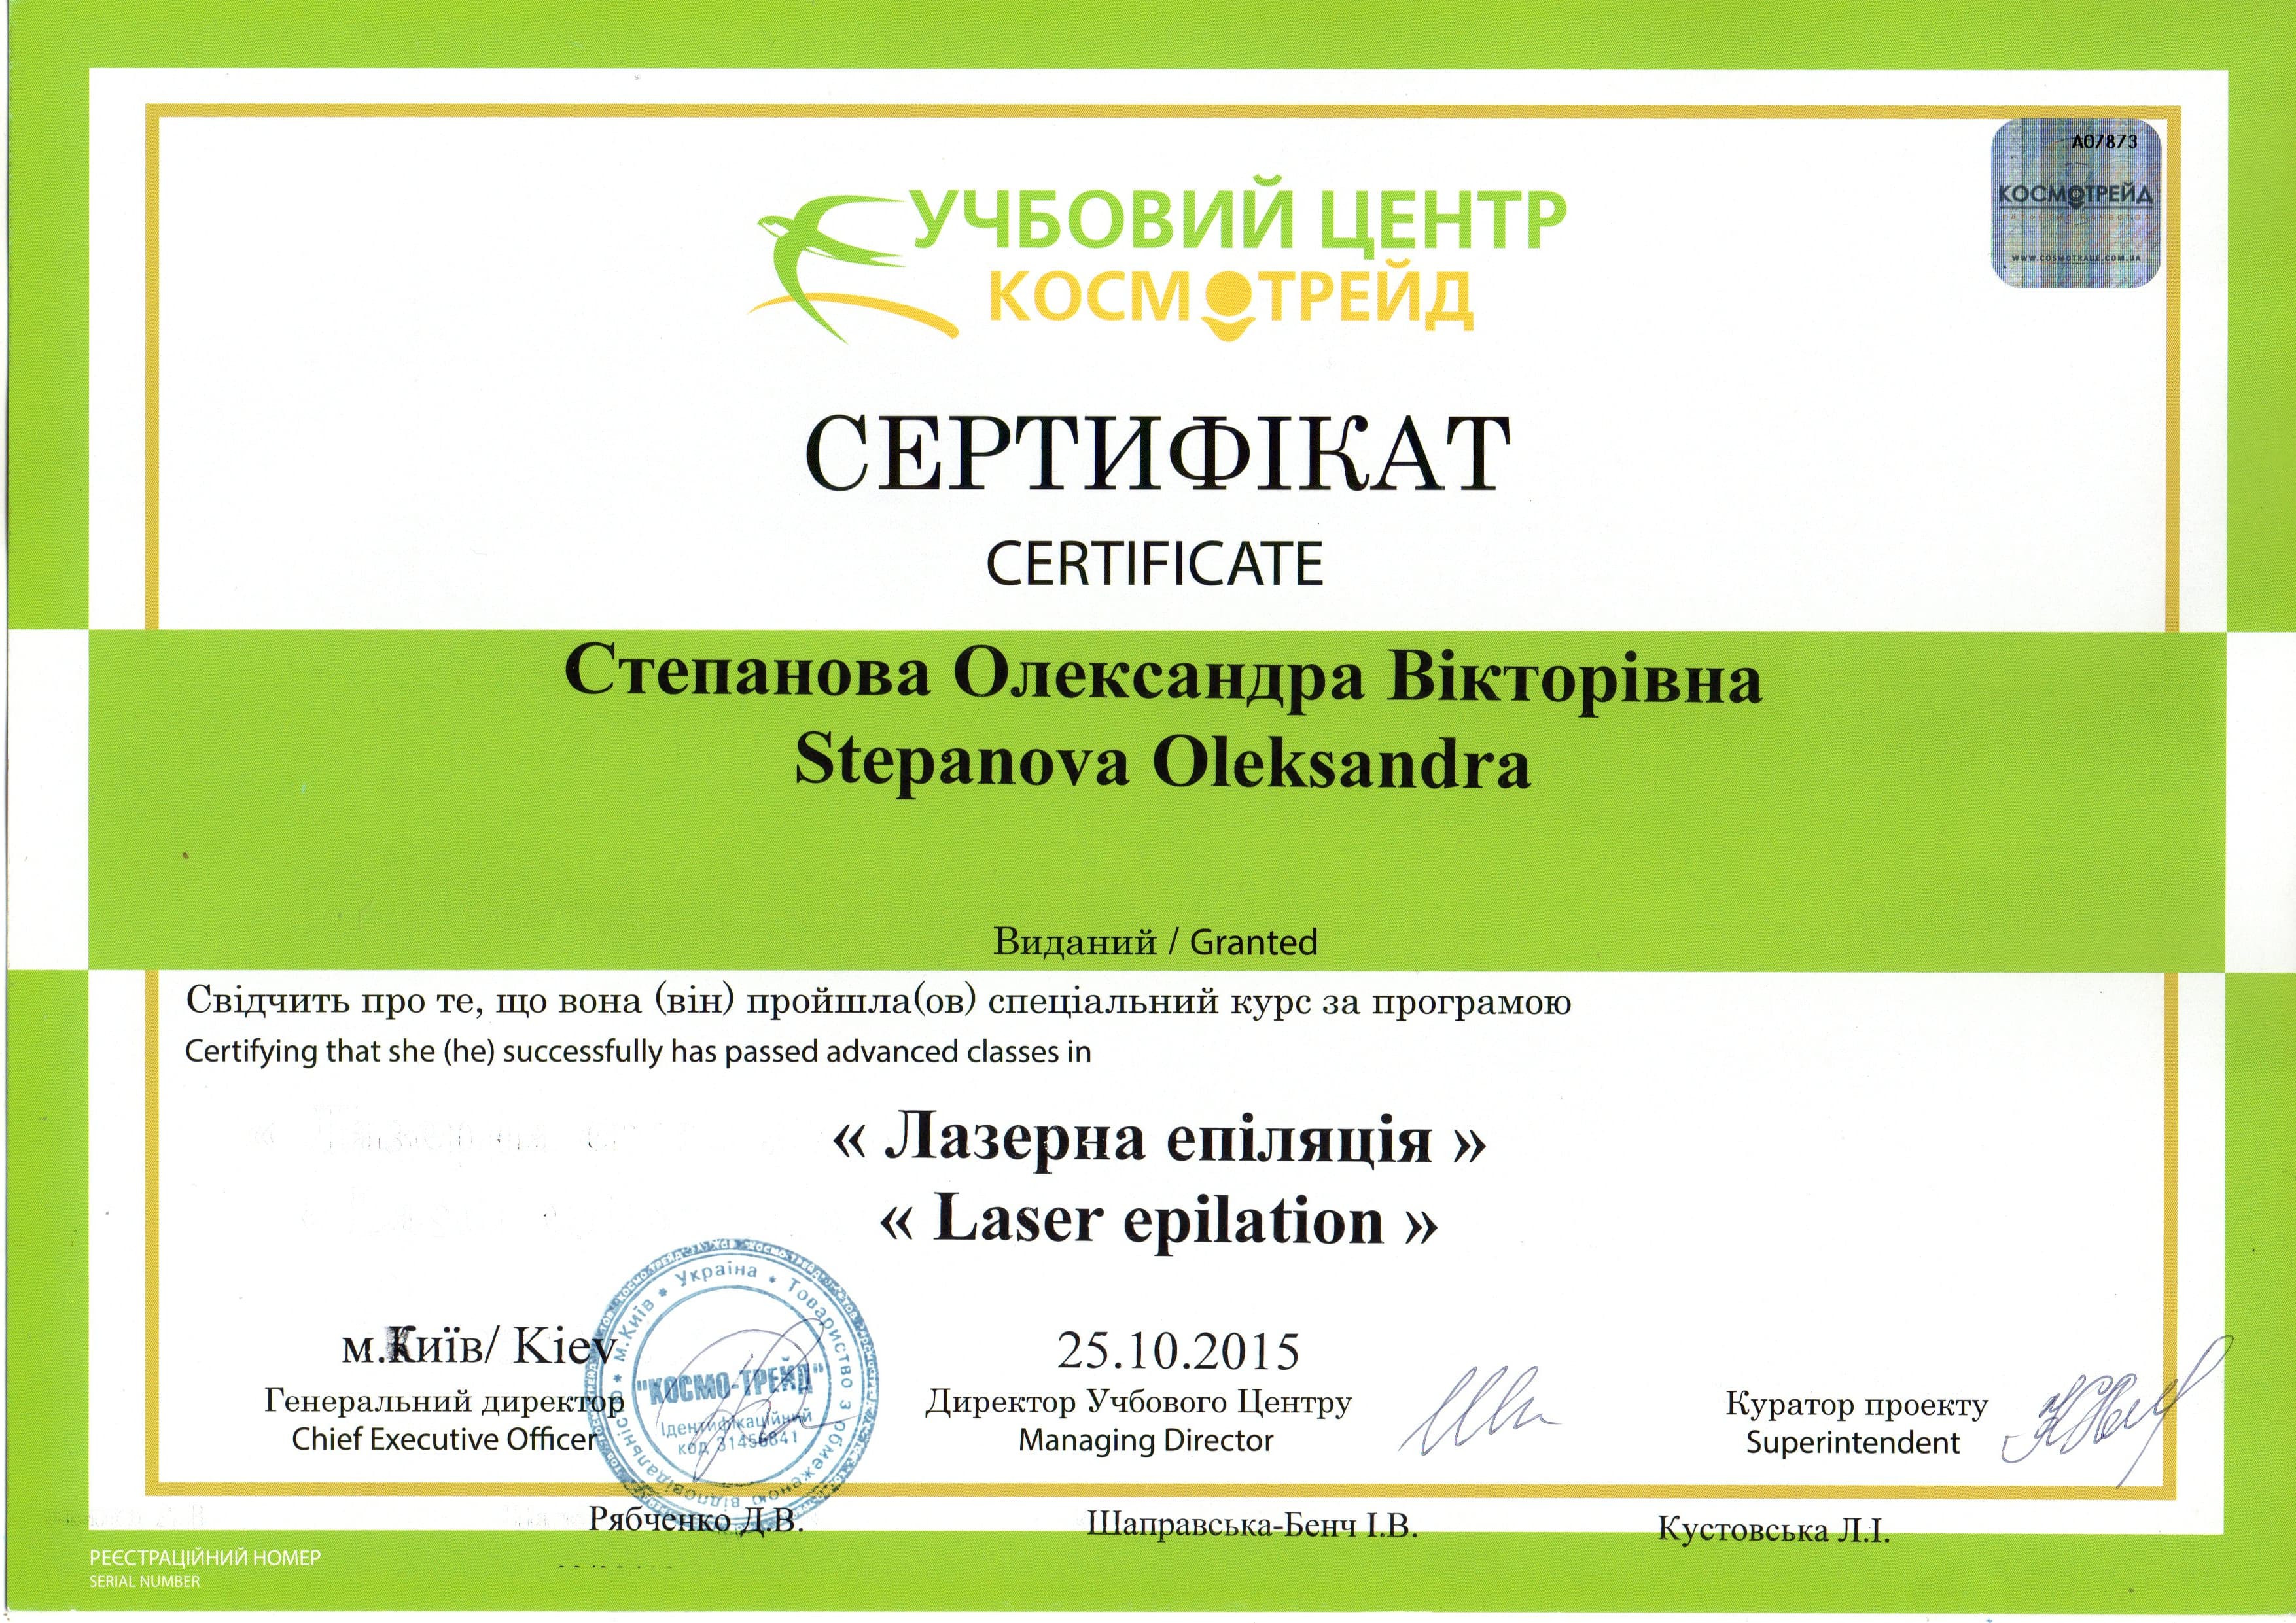 А07873
КОСМОТРЕЙД
WWW.COSMOTRADE.COM.UA
УЧБОВИЙ ЦЕНТР
КОСМОТРЕЙД
СЕРТИФІКАТ
CERTIFICATE
Степанова Олександра Вікторівна
Stepanova Oleksandra
Виданий / Granted
Свідчить про те, що вона (він) пройшла(ов) спеціальний курс за програмою
Certifying that she (he) successfully has passed advanced classes in
« Лазерна епіляція »
« Laser epilation »
м.Київ/ Kiev
25.10.2015
Генеральний директор
Chief Executive Officer
Директор Учбового Центру
Managing Director
Куратор проекту
Superintendent
Україна * Товариство з обмеженою відповідальністю * м.Київ *
"КОСМО-ТРЕЙД"
Ідентифікаційний
код 31456841
Рябченко Д.В.
Шаправська-Бенч І.В.
Кустовська Л.І.
РЕЄСТРАЦІЙНИЙ НОМЕР
SERIAL NUMBER